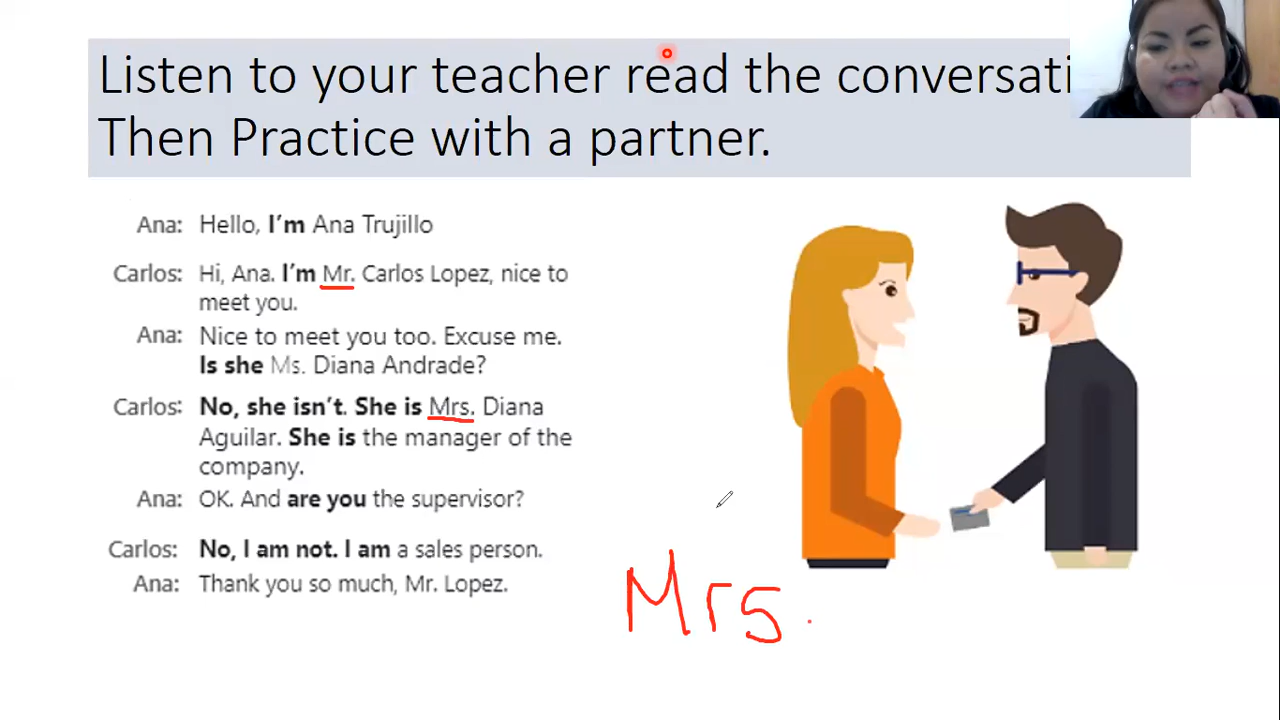 Listen to your teacher read the conversati
Then Practice with a partner.
Ana: Hello, I'm Ana Trujillo
Carlos: Hi, Ana. I'm Mr. Carlos Lopez, nice to
meet you.
Ana: Nice to meet you too. Excuse me.
Is she Ms. Diana Andrade?
Carlos: No, she isn't. She is Mrs. Diana
Aguilar. She is the manager of the
company.
Ana: OK. And are you the supervisor?
Carlos: No, I am not. I am a sales person.
Ana: Thank you so much, Mr. Lopez.
Mrs.